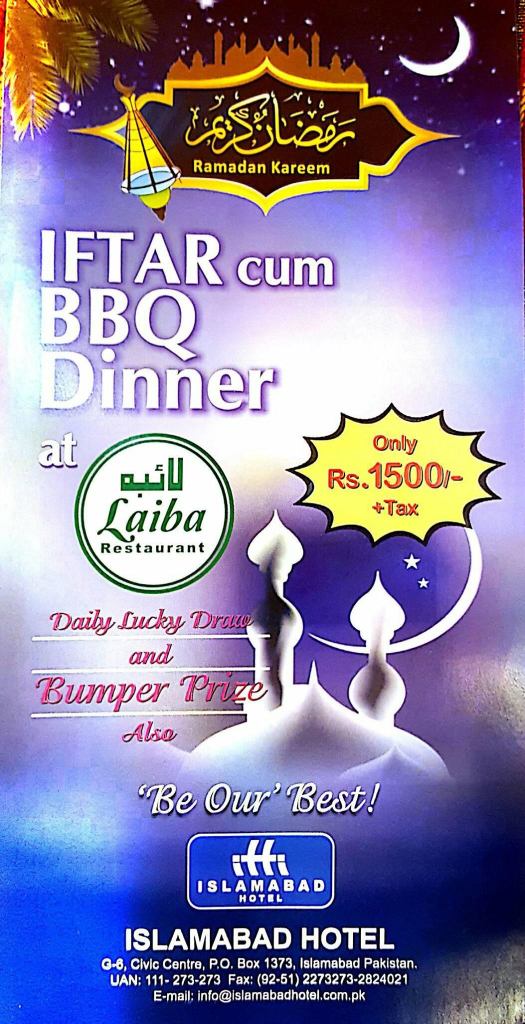 رمضان كريم
Ramadan Kareem
IFTAR cum
BBQ
Dinner
at
لائبہ
Laiba
Restaurant
Only
Rs.1500/-
+Tax
Daily Lucky Draw
and
Bumper Prize
Also
'Be Our' Best!
ISLAMABAD
HOTEL
ISLAMABAD HOTEL
G-6, Civic Centre, P.O. Box 1373, Islamabad Pakistan.
UAN: 111- 273-273 Fax: (92-51) 2273273-2824021
E-mail: info@islamabadhotel.com.pk